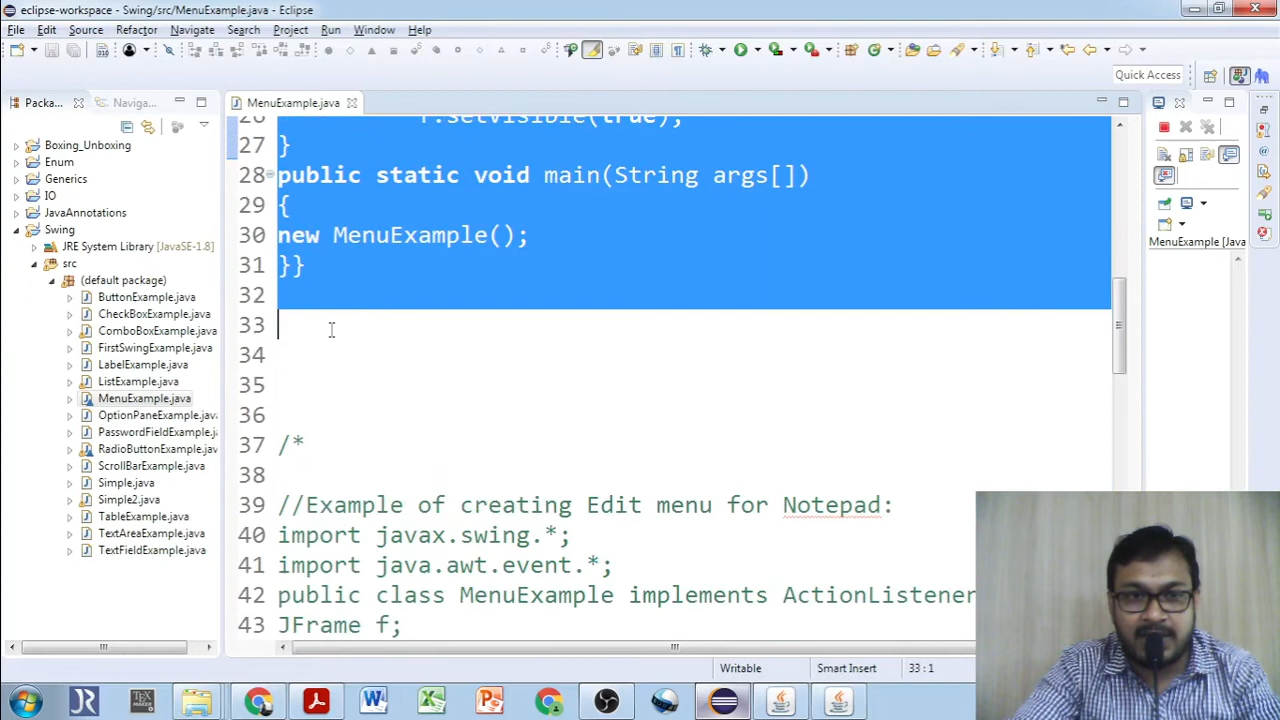 eclipse-workspace - Swing/src/MenuExample.java - Eclipse
File Edit Source Refactor Navigate Search Project Run Window Help
Quick Access
Packa...
Naviga...
MenuExample.java
Boxing_Unboxing
Enum
Generics
IO
JavaAnnotations
Swing
JRE System Library [JavaSE-1.8]
src
(default package)
ButtonExample.java
CheckBoxExample.java
ComboBoxExample.java
FirstSwingExample.java
LabelExample.java
ListExample.java
MenuExample.java
OptionPaneExample.java
PasswordFieldExample.java
RadioButtonExample.java
ScrollBarExample.java
Simple.java
Simple2.java
TableExample.java
TextAreaExample.java
TextFieldExample.java
26 f.setVisible(true);
27 }
28 public static void main(String args[])
29 {
30 new MenuExample();
31 }}
32
33
34
35
36
37 /*
38
39 //Example of creating Edit menu for Notepad:
40 import javax.swing.*;
41 import java.awt.event.*;
42 public class MenuExample implements ActionListener
43 JFrame f;
MenuExample [Java
Writable
Smart Insert
33 : 1